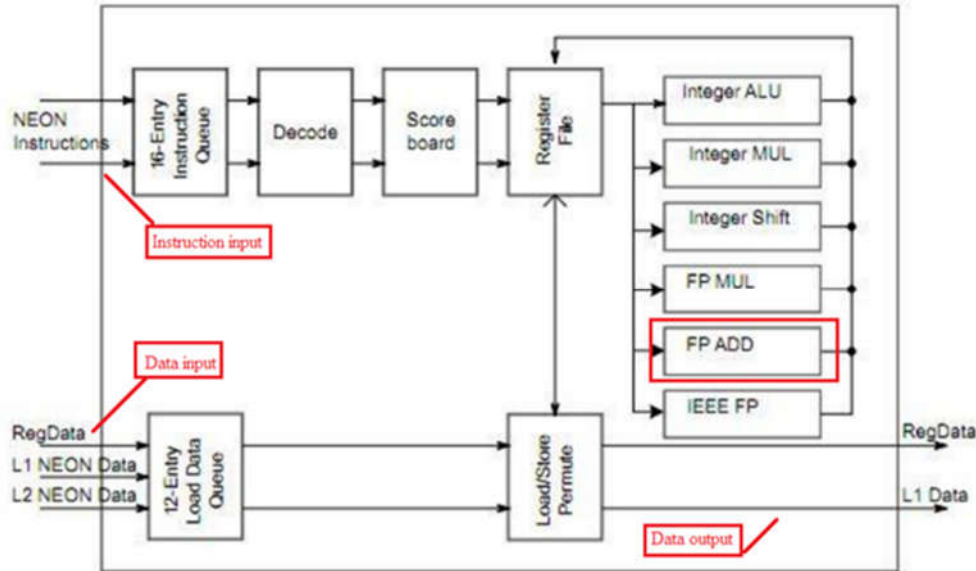 NEON
Instructions
16-Entry
Instruction
Queue
Decode
Score
board
Register
File
Integer ALU
Integer MUL
Integer Shift
FP MUL
FP ADD
IEEE FP
Instruction input
Data input
RegData
L1 NEON Data
L2 NEON Data
12-Entry
Load Data
Queue
Load/Store
Permute
RegData
L1 Data
Data output